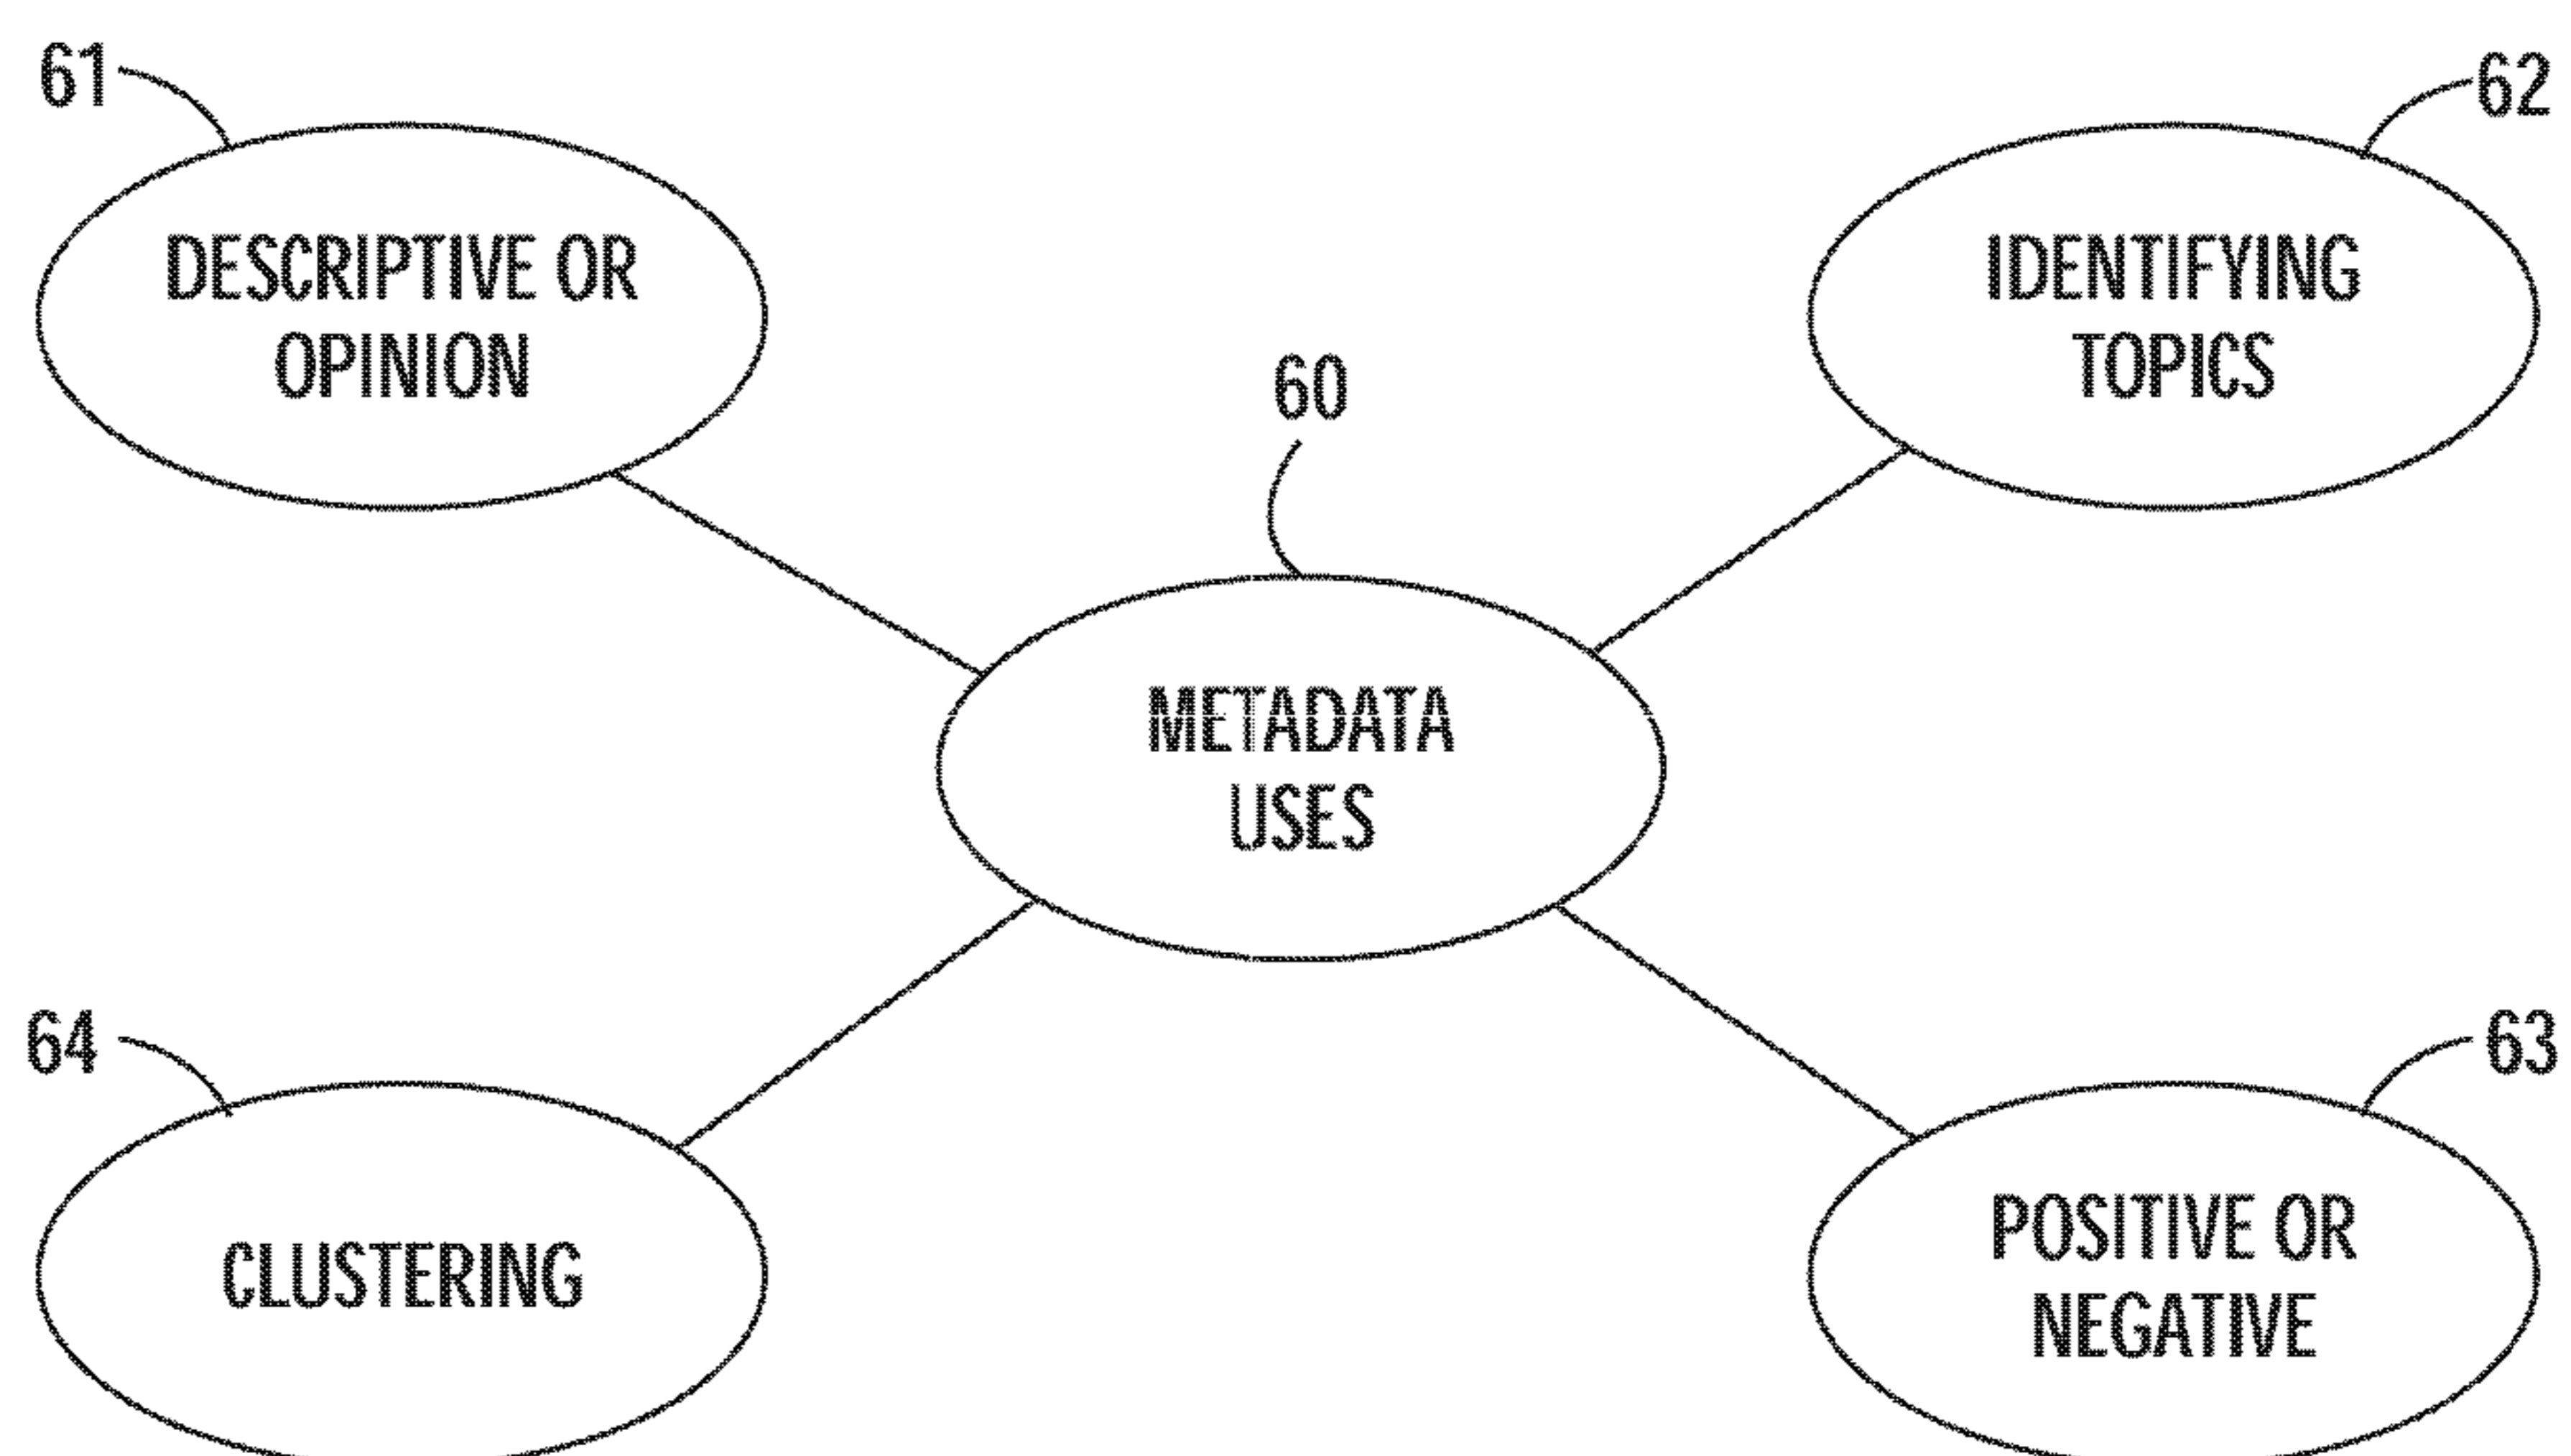 61
62
DESCRIPTIVE OR
OPINION
IDENTIFYING
TOPICS
60
METADATA
USES
64
63
CLUSTERING
POSITIVE OR
NEGATIVE